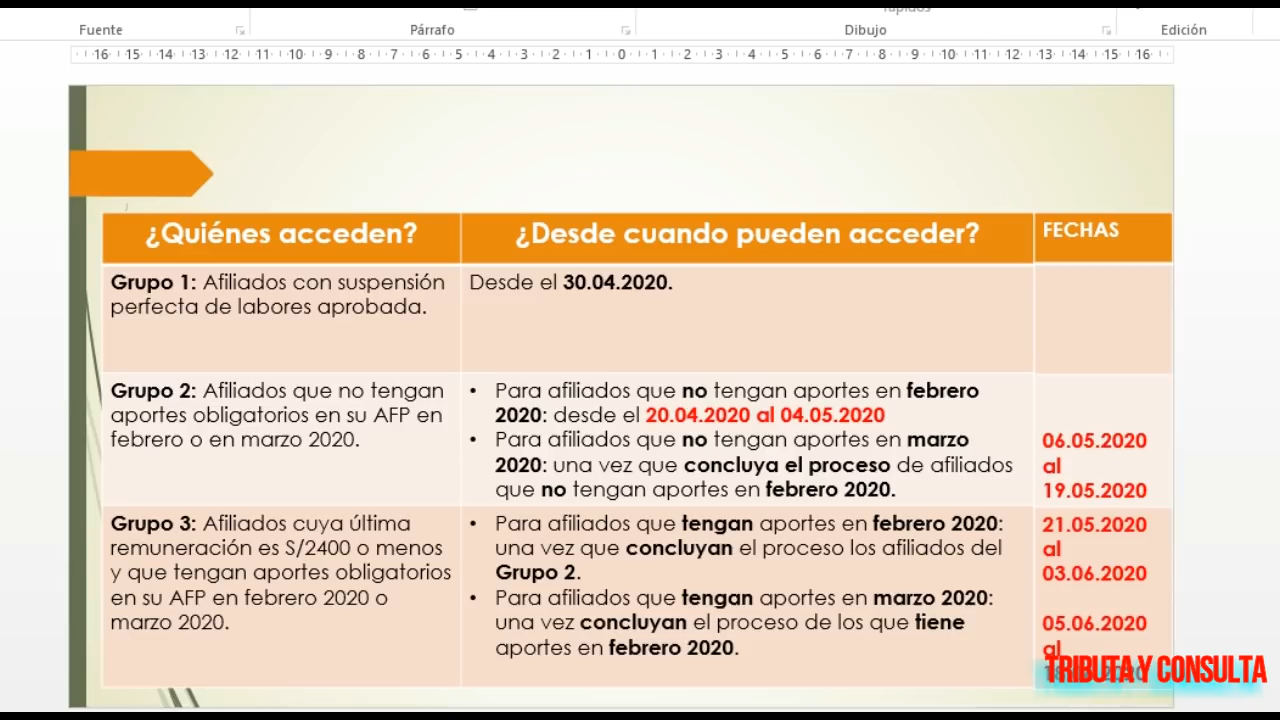 Fuente Párrafo Dibujo Edición
16 15 14 13 12 11 10 9 8 7 6 5 4 3 2 1 0 1 2 3 4 5 6 7 8 9 10 11 12 13 14 15 16
¿Quiénes acceden?
¿Desde cuando pueden acceder?
FECHAS
Grupo 1: Afiliados con suspensión
perfecta de labores aprobada.
Desde el 30.04.2020.
Grupo 2: Afiliados que no tengan
aportes obligatorios en su AFP en
febrero o en marzo 2020.
• Para afiliados que no tengan aportes en febrero
2020: desde el 20.04.2020 al 04.05.2020
• Para afiliados que no tengan aportes en marzo
2020: una vez que concluya el proceso de afiliados
que no tengan aportes en febrero 2020.
06.05.2020
al
19.05.2020
Grupo 3: Afiliados cuya última
remuneración es S/2400 o menos
y que tengan aportes obligatorios
en su AFP en febrero 2020 o
marzo 2020.
• Para afiliados que tengan aportes en febrero 2020:
una vez que concluyan el proceso los afiliados del
Grupo 2.
• Para afiliados que tengan aportes en marzo 2020:
una vez concluyan el proceso de los que tiene
aportes en febrero 2020.
21.05.2020
al
03.06.2020
05.06.2020
al
TRIBUTA Y CONSULTA